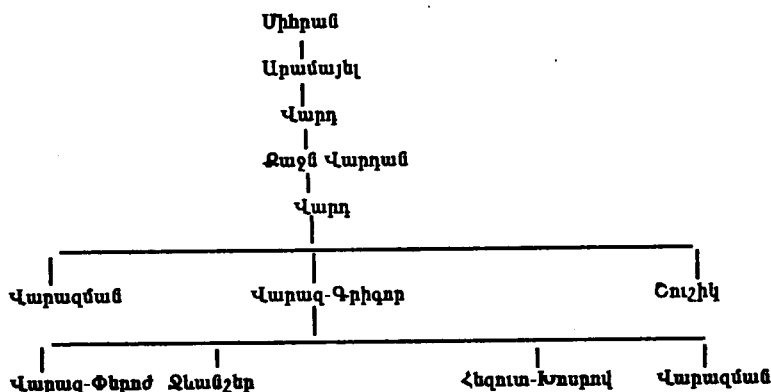 Միհրան
Արամայել
Վարդ
Քաջն Վարդան
Վարդ
Վարազման Վարազ-Գրիգոր Շուշիկ
Վարազ-Փերոժ Ջևանշեր Հեզուտ-Խոսրով Վարազման